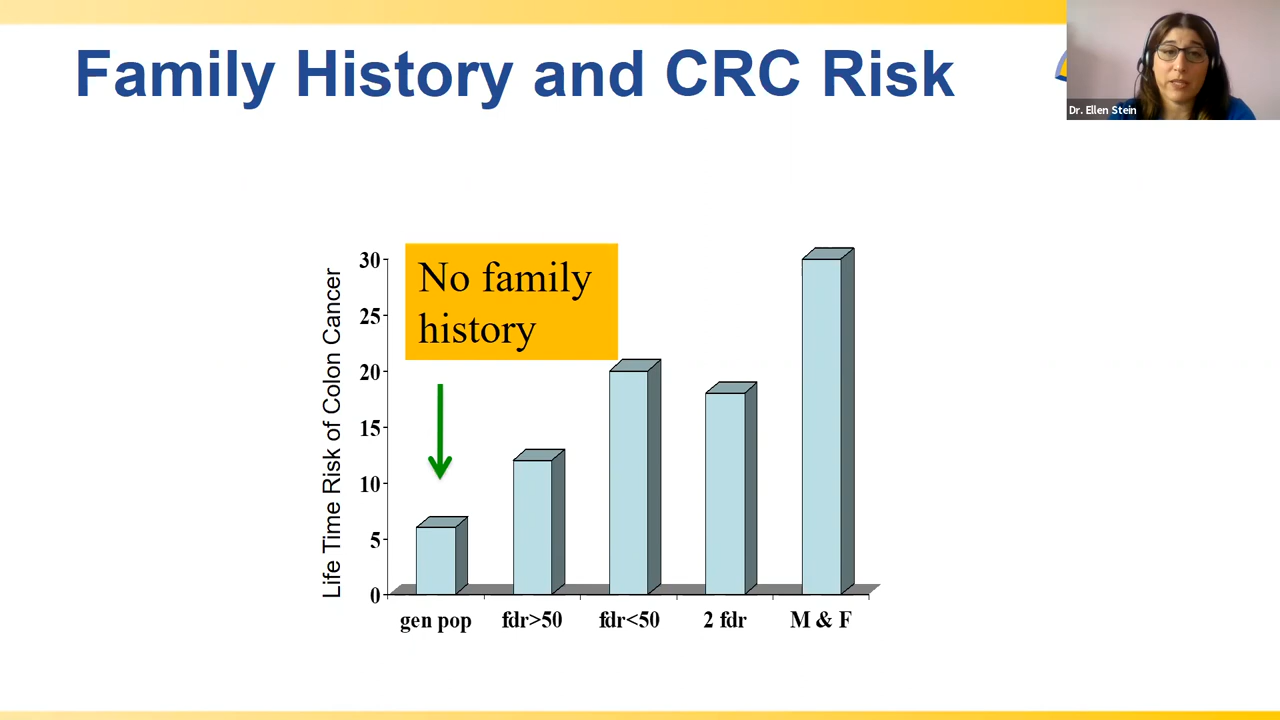 Family History and CRC Risk
Dr. Ellen Stein
No family
history
Life Time Risk of Colon Cancer
30
25
20
15
10
5
0
gen pop fdr>50 fdr<50 2 fdr M & F